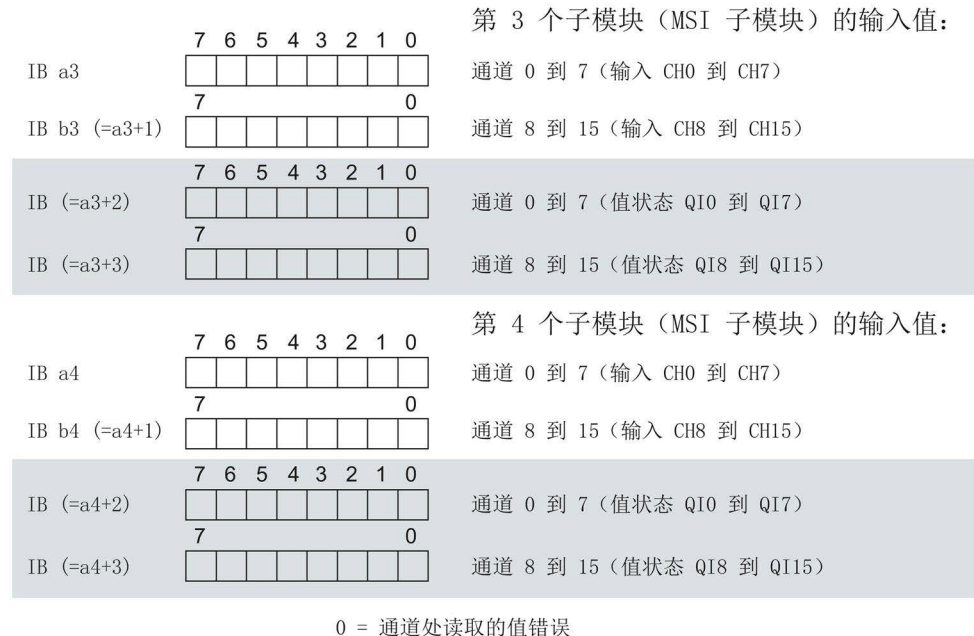 第 3 个子模块（MSI 子模块）的输入值：
7 6 5 4 3 2 1 0
IB a3 通道 0 到 7（输入 CH0 到 CH7）
7 0
IB b3 (=a3+1) 通道 8 到 15（输入 CH8 到 CH15）
7 6 5 4 3 2 1 0
IB (=a3+2) 通道 0 到 7（值状态 QI0 到 QI7）
7 0
IB (=a3+3) 通道 8 到 15（值状态 QI8 到 QI15）
第 4 个子模块（MSI 子模块）的输入值：
7 6 5 4 3 2 1 0
IB a4 通道 0 到 7（输入 CH0 到 CH7）
7 0
IB b4 (=a4+1) 通道 8 到 15（输入 CH8 到 CH15）
7 6 5 4 3 2 1 0
IB (=a4+2) 通道 0 到 7（值状态 QI0 到 QI7）
7 0
IB (=a4+3) 通道 8 到 15（值状态 QI8 到 QI15）
0 = 通道处读取的值错误